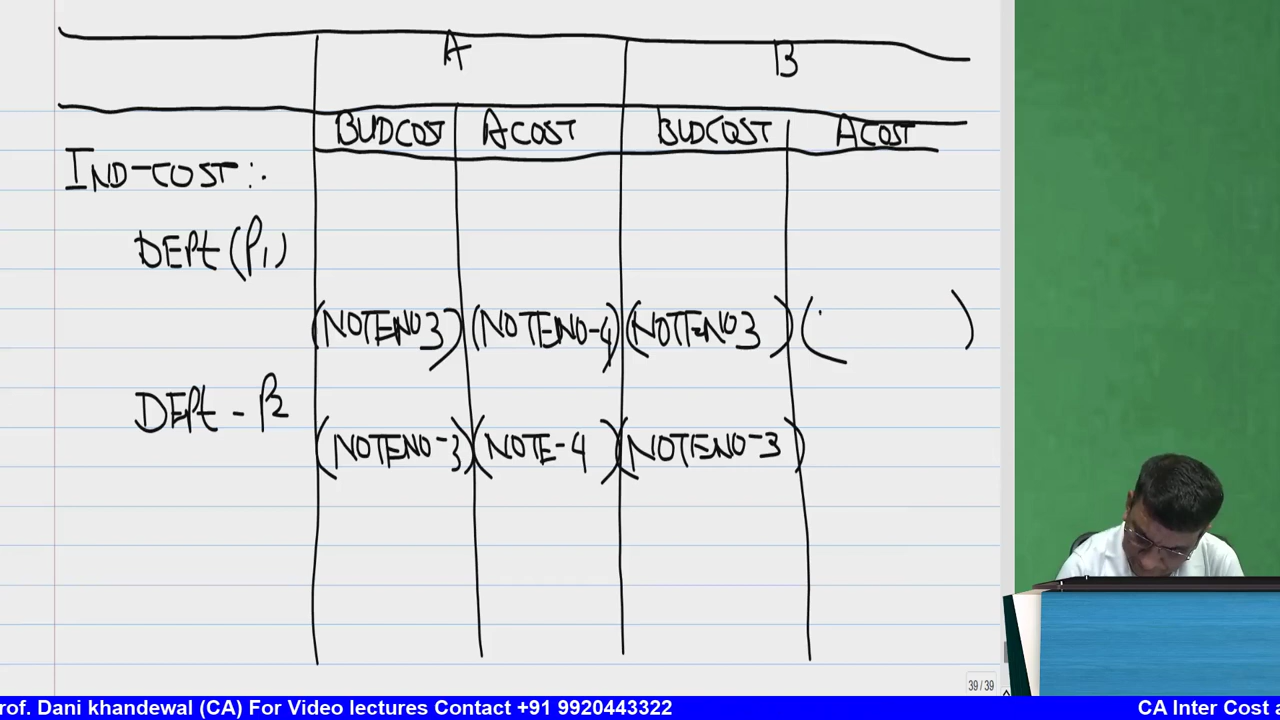 A B
BUDCOST ACOST BUDCOST ACOST
IND-COST :-
DEPt (P1)
(NOTENO3) (NOTENO-4) (NOTENO3) ( )
DEPt - P2
(NOTENO-3) (NOTE-4) (NOTENO-3)
39/39
rof. Dani khandewal (CA) For Video lectures Contact +91 9920443322 CA Inter Cost a